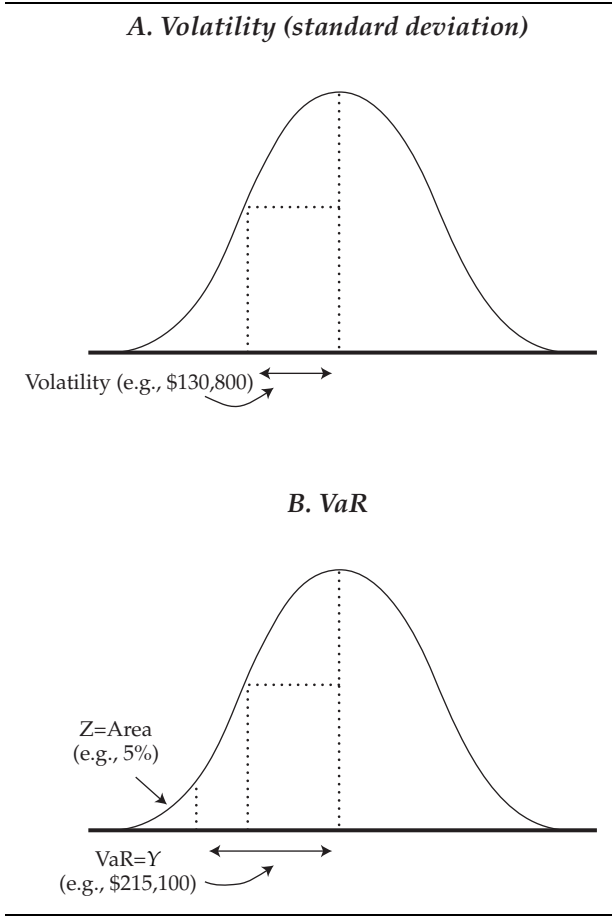 A. Volatility (standard deviation)
Volatility (e.g., $130,800)
B. VaR
Z=Area
(e.g., 5%)
VaR=Y
(e.g., $215,100)